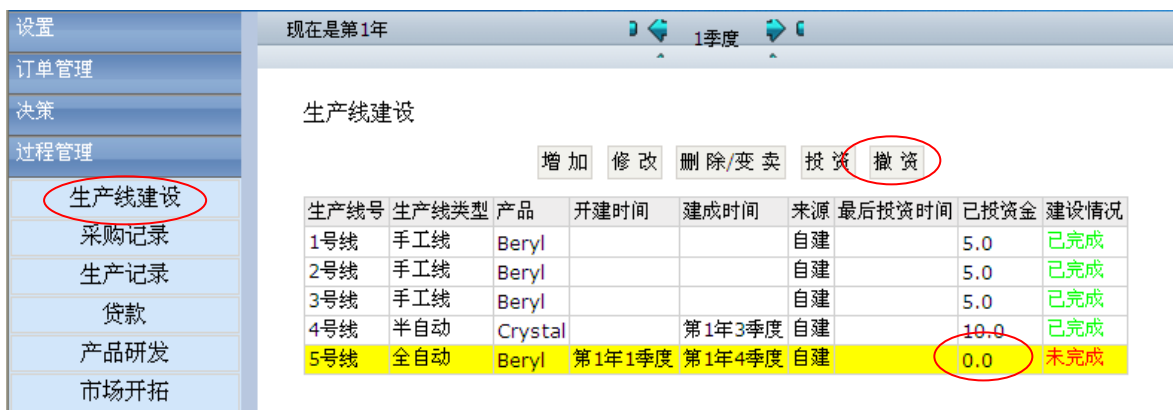 设置
订单管理
决策
过程管理
生产线建设
采购记录
生产记录
贷款
产品研发
市场开拓
现在是第1年 1季度
生产线建设
增加 修改 删除/变卖 投资 撤资
生产线号 生产线类型 产品 开建时间 建成时间 来源 最后投资时间 已投资金 建设情况
1号线 手工线 Beryl 自建 5.0 已完成
2号线 手工线 Beryl 自建 5.0 已完成
3号线 手工线 Beryl 自建 5.0 已完成
4号线 半自动 Crystal 第1年3季度 自建 10.0 已完成
5号线 全自动 Beryl 第1年1季度 第1年4季度 自建 0.0 未完成